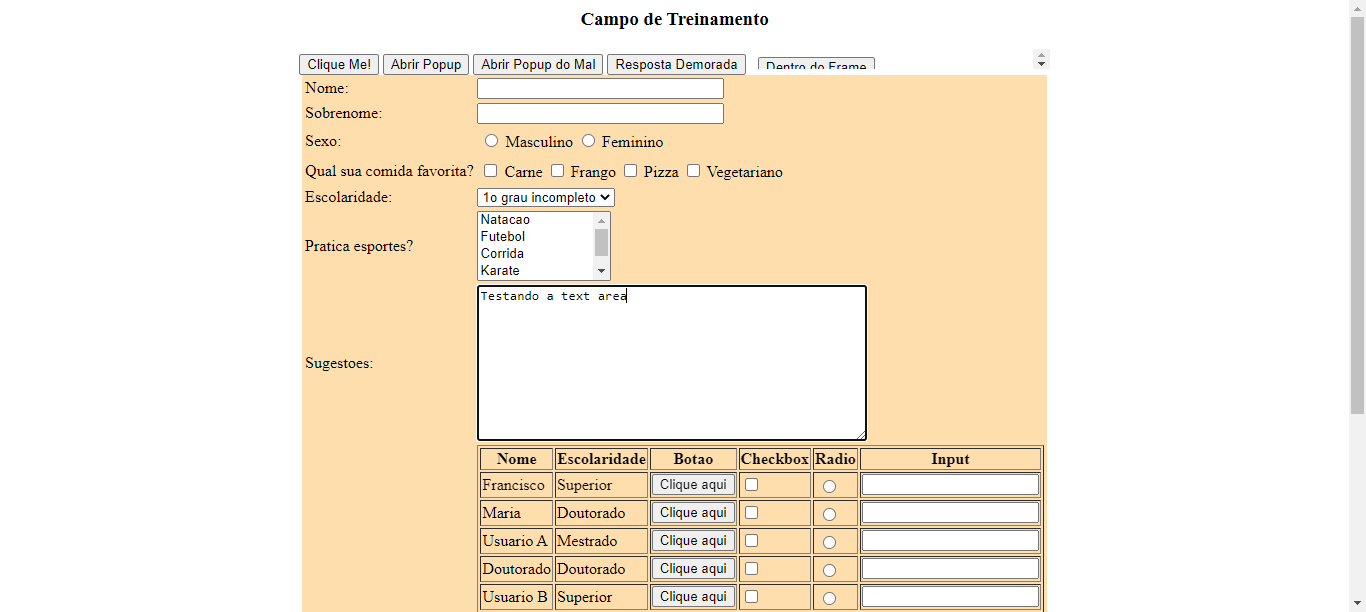 Campo de Treinamento
Clique Me! Abrir Popup Abrir Popup do Mal Resposta Demorada Dentro do Frame
Nome:
Sobrenome:
Sexo: Masculino Feminino
Qual sua comida favorita? Carne Frango Pizza Vegetariano
Escolaridade: 1o grau incompleto
Natacao
Futebol
Pratica esportes?
Corrida
Karate
Testando a text area
Sugestoes:
Nome Escolaridade Botao Checkbox Radio Input
Francisco Superior Clique aqui
Maria Doutorado Clique aqui
Usuario A Mestrado Clique aqui
Doutorado Doutorado Clique aqui
Usuario B Superior Clique aqui